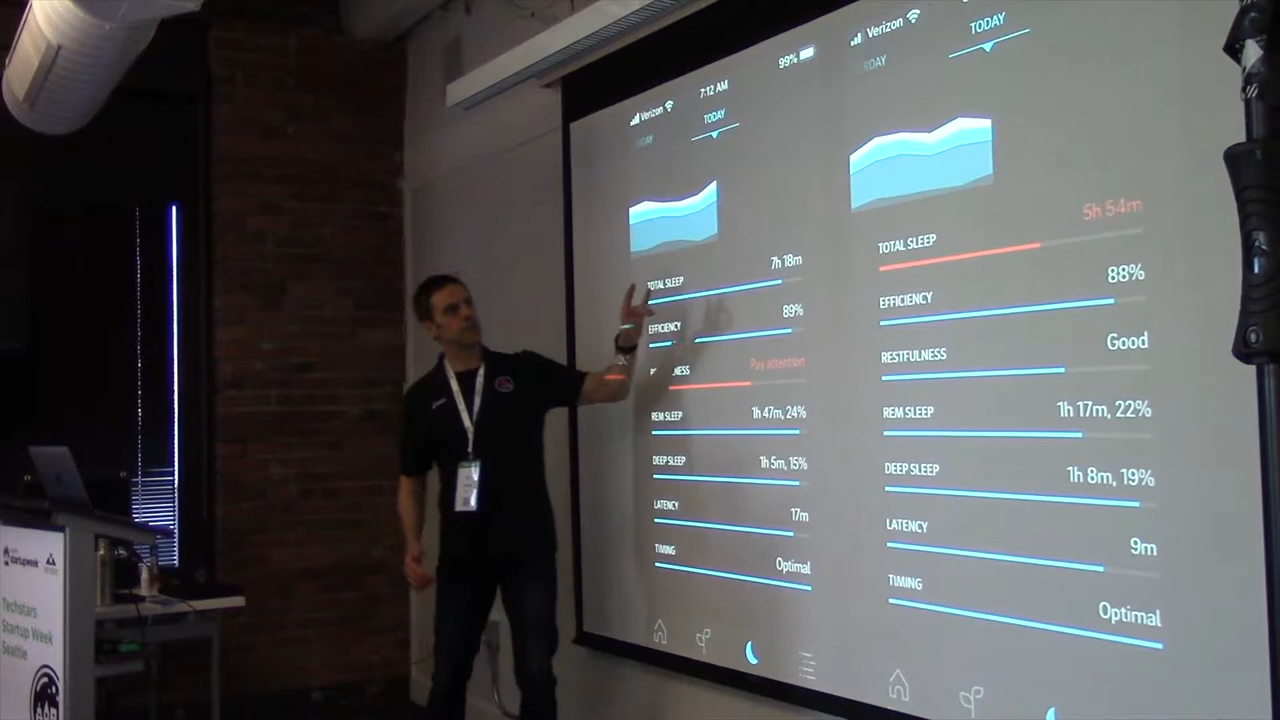 Verizon
7:12 AM
99%
TODAY
TOTAL SLEEP
7h 18m
EFFICIENCY
89%
Pay attention
REM SLEEP
1h 47m, 24%
DEEP SLEEP
1h 5m, 15%
LATENCY
17m
TIMING
Optimal
Verizon
TODAY
RDAY
5h 54m
TOTAL SLEEP
88%
EFFICIENCY
Good
RESTFULNESS
1h 17m, 22%
REM SLEEP
1h 8m, 19%
DEEP SLEEP
LATENCY
9m
TIMING
Optimal
startupweek
Techstars
Startup Week
Seattle